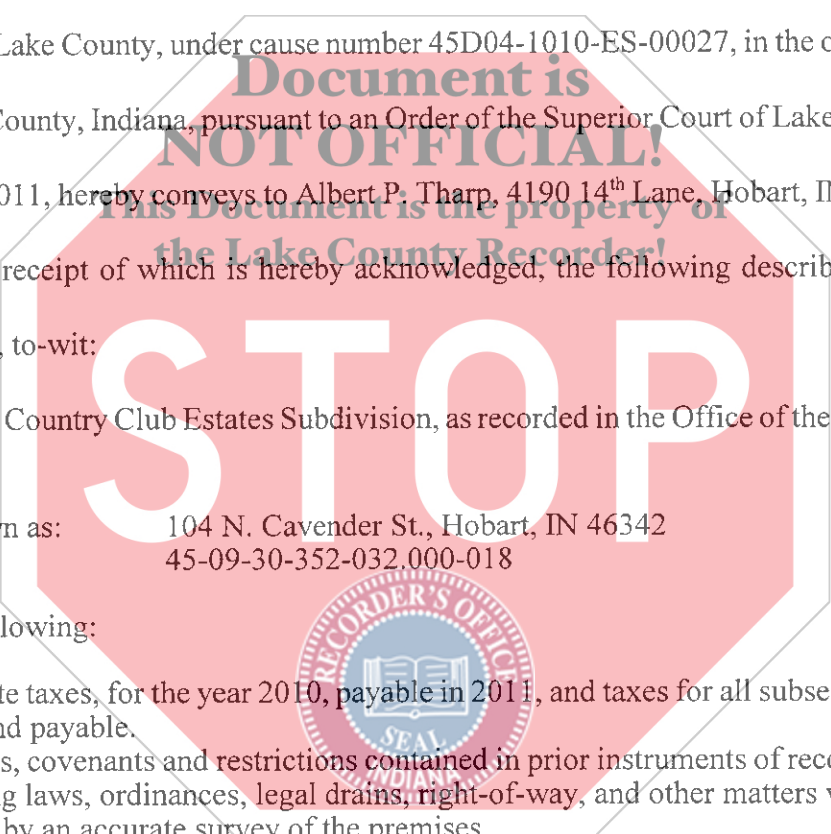 Lake County, under cause number 45D04-1010-ES-00027, in the c
Document is
County, Indiana, pursuant to an Order of the Superior Court of Lake
NOT OFFICIAL!
011, hereby conveys to Albert P. Tharp, 4190 14th Lane, Hobart, IN
This Document is the property of
the Lake County Recorder!
receipt of which is hereby acknowledged, the following describ
, to-wit:
STOP
Country Club Estates Subdivision, as recorded in the Office of the
n as: 104 N. Cavender St., Hobart, IN 46342
45-09-30-352-032.000-018
lowing:
RECORDER'S OFFICE
te taxes, for the year 2010, payable in 2011, and taxes for all subse
nd payable.
SEAL
s, covenants and restrictions contained in prior instruments of reco
INDIANA
g laws, ordinances, legal drains, right-of-way, and other matters
by an accurate survey of the premises